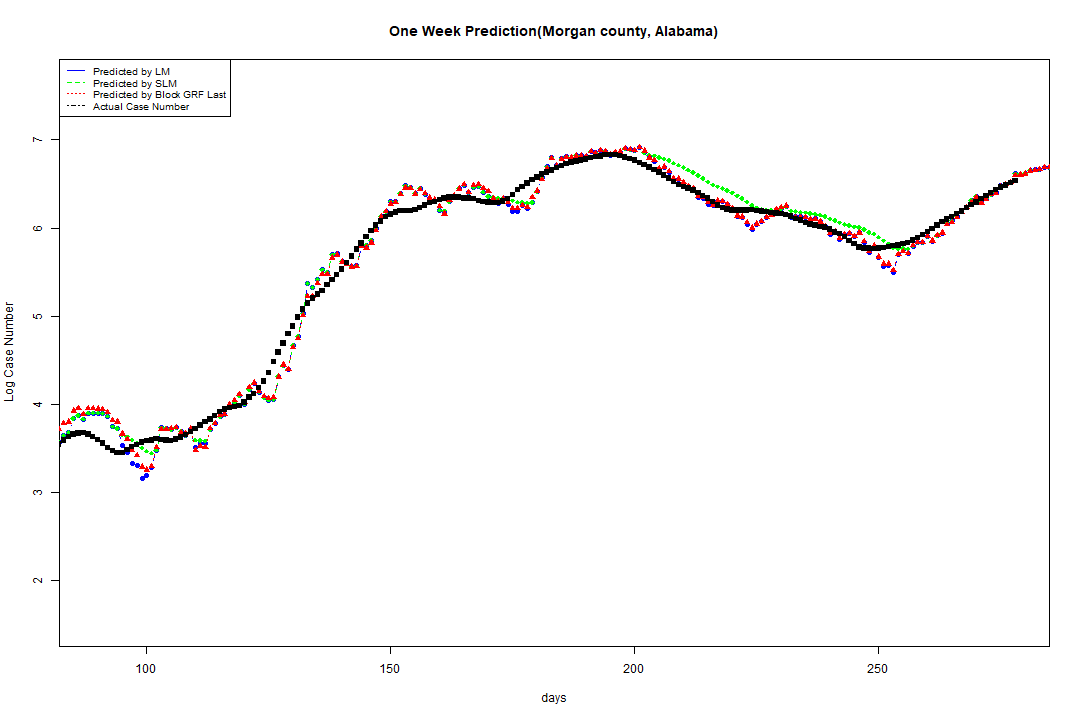 One Week Prediction(Morgan county, Alabama)
Predicted by LM
Predicted by SLM
Predicted by Block GRF Last
Actual Case Number
7
6
5
4
3
2
Log Case Number
100 150 200 250
days